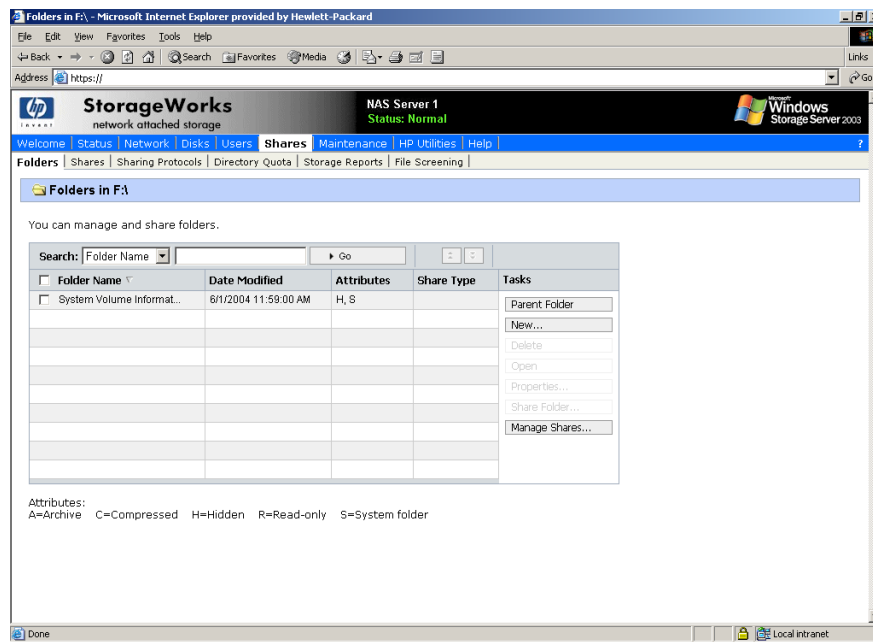 Folders in F:\ - Microsoft Internet Explorer provided by Hewlett-Packard
File Edit View Favorites Tools Help
Back Search Favorites Media
Links
Address https:// Go
hp
invent
StorageWorks
network attached storage
NAS Server 1
Status: Normal
Microsoft
Windows
Storage Server 2003
Welcome Status Network Disks Users Shares Maintenance HP Utilities Help ?
Folders Shares Sharing Protocols Directory Quota Storage Reports File Screening
Folders in F:\
You can manage and share folders.
Search: Folder Name Go
Folder Name Date Modified Attributes Share Type Tasks
System Volume Informat... 6/1/2004 11:59:00 AM H, S
Parent Folder
New...
Delete
Open
Properties...
Share Folder...
Manage Shares...
Attributes:
A=Archive C=Compressed H=Hidden R=Read-only S=System folder
Done
Local intranet